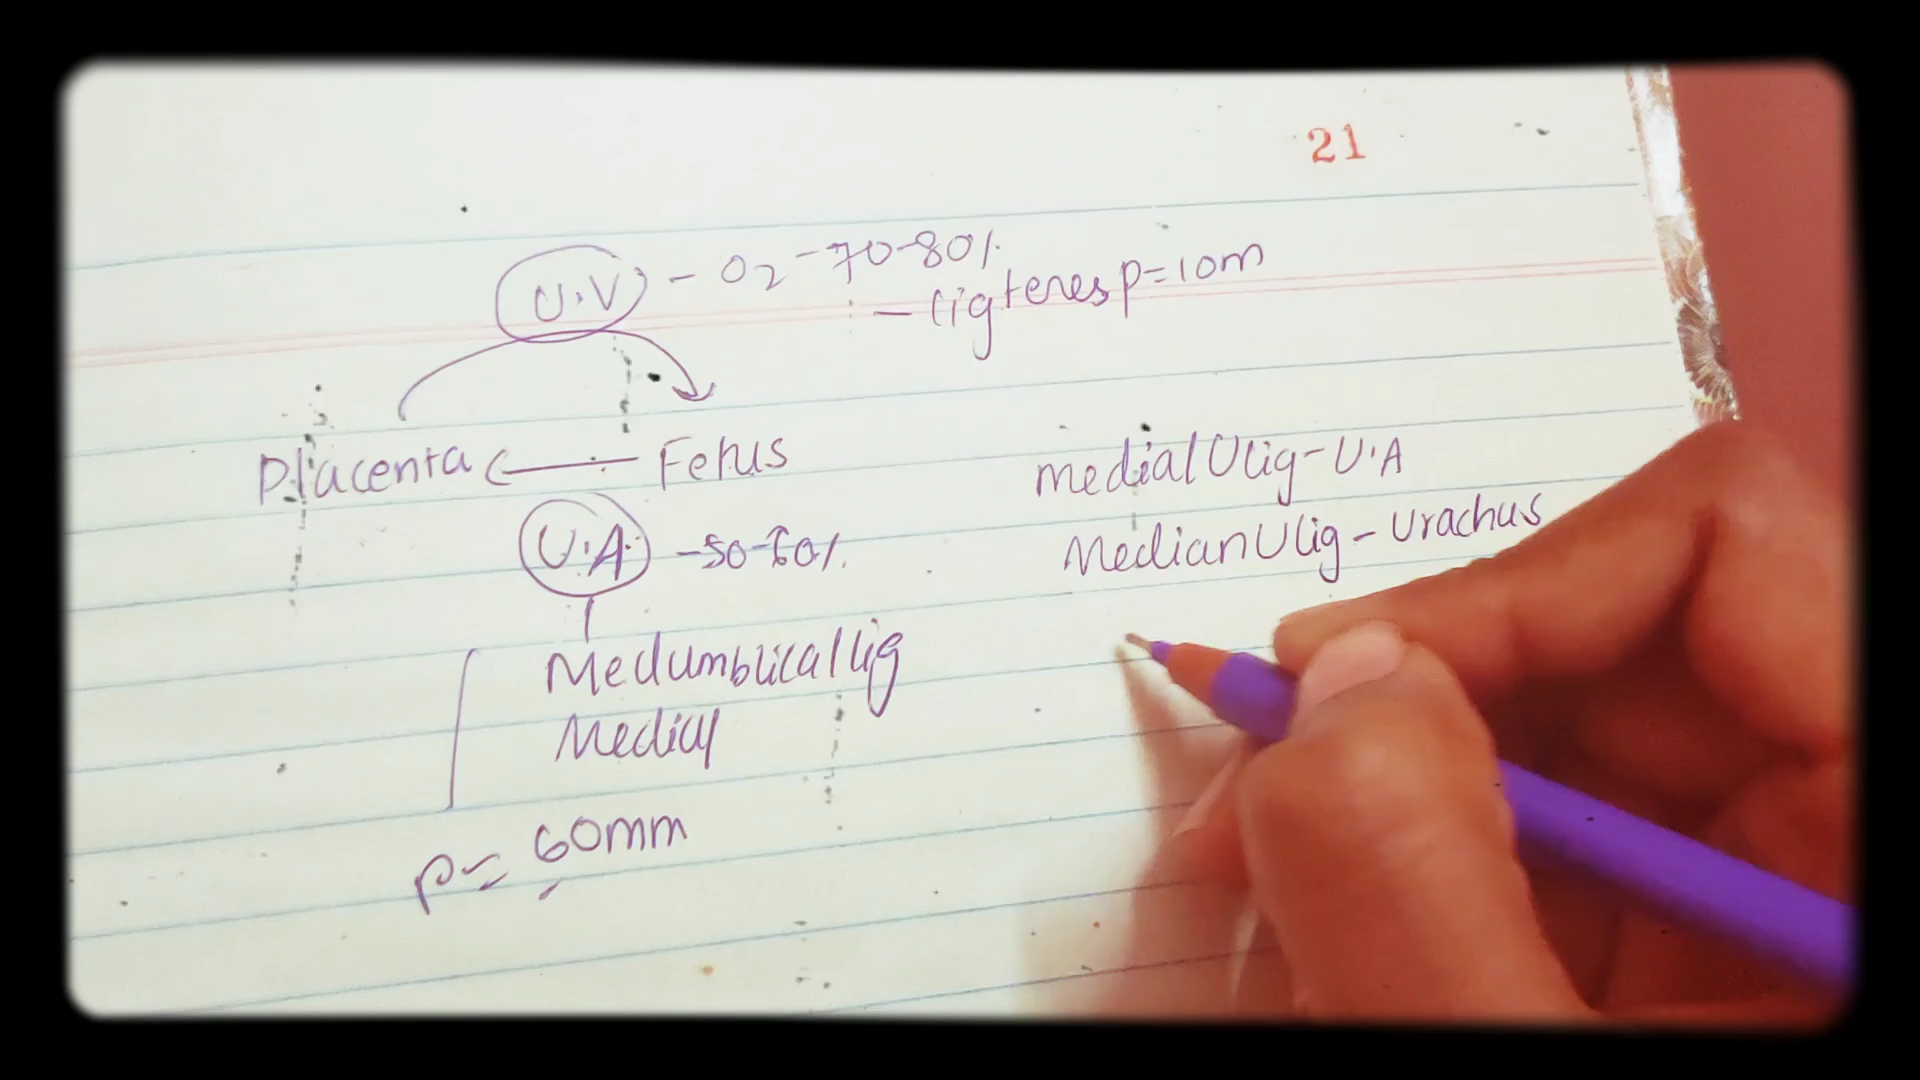 21
U.V - O2 - 70-80%
- lig teres p=10m
Placenta Fetus
U.A. - 50-60%
Med umblical lig
Medial
p= 60mm
medial U lig - U.A
Median U lig - Urachus